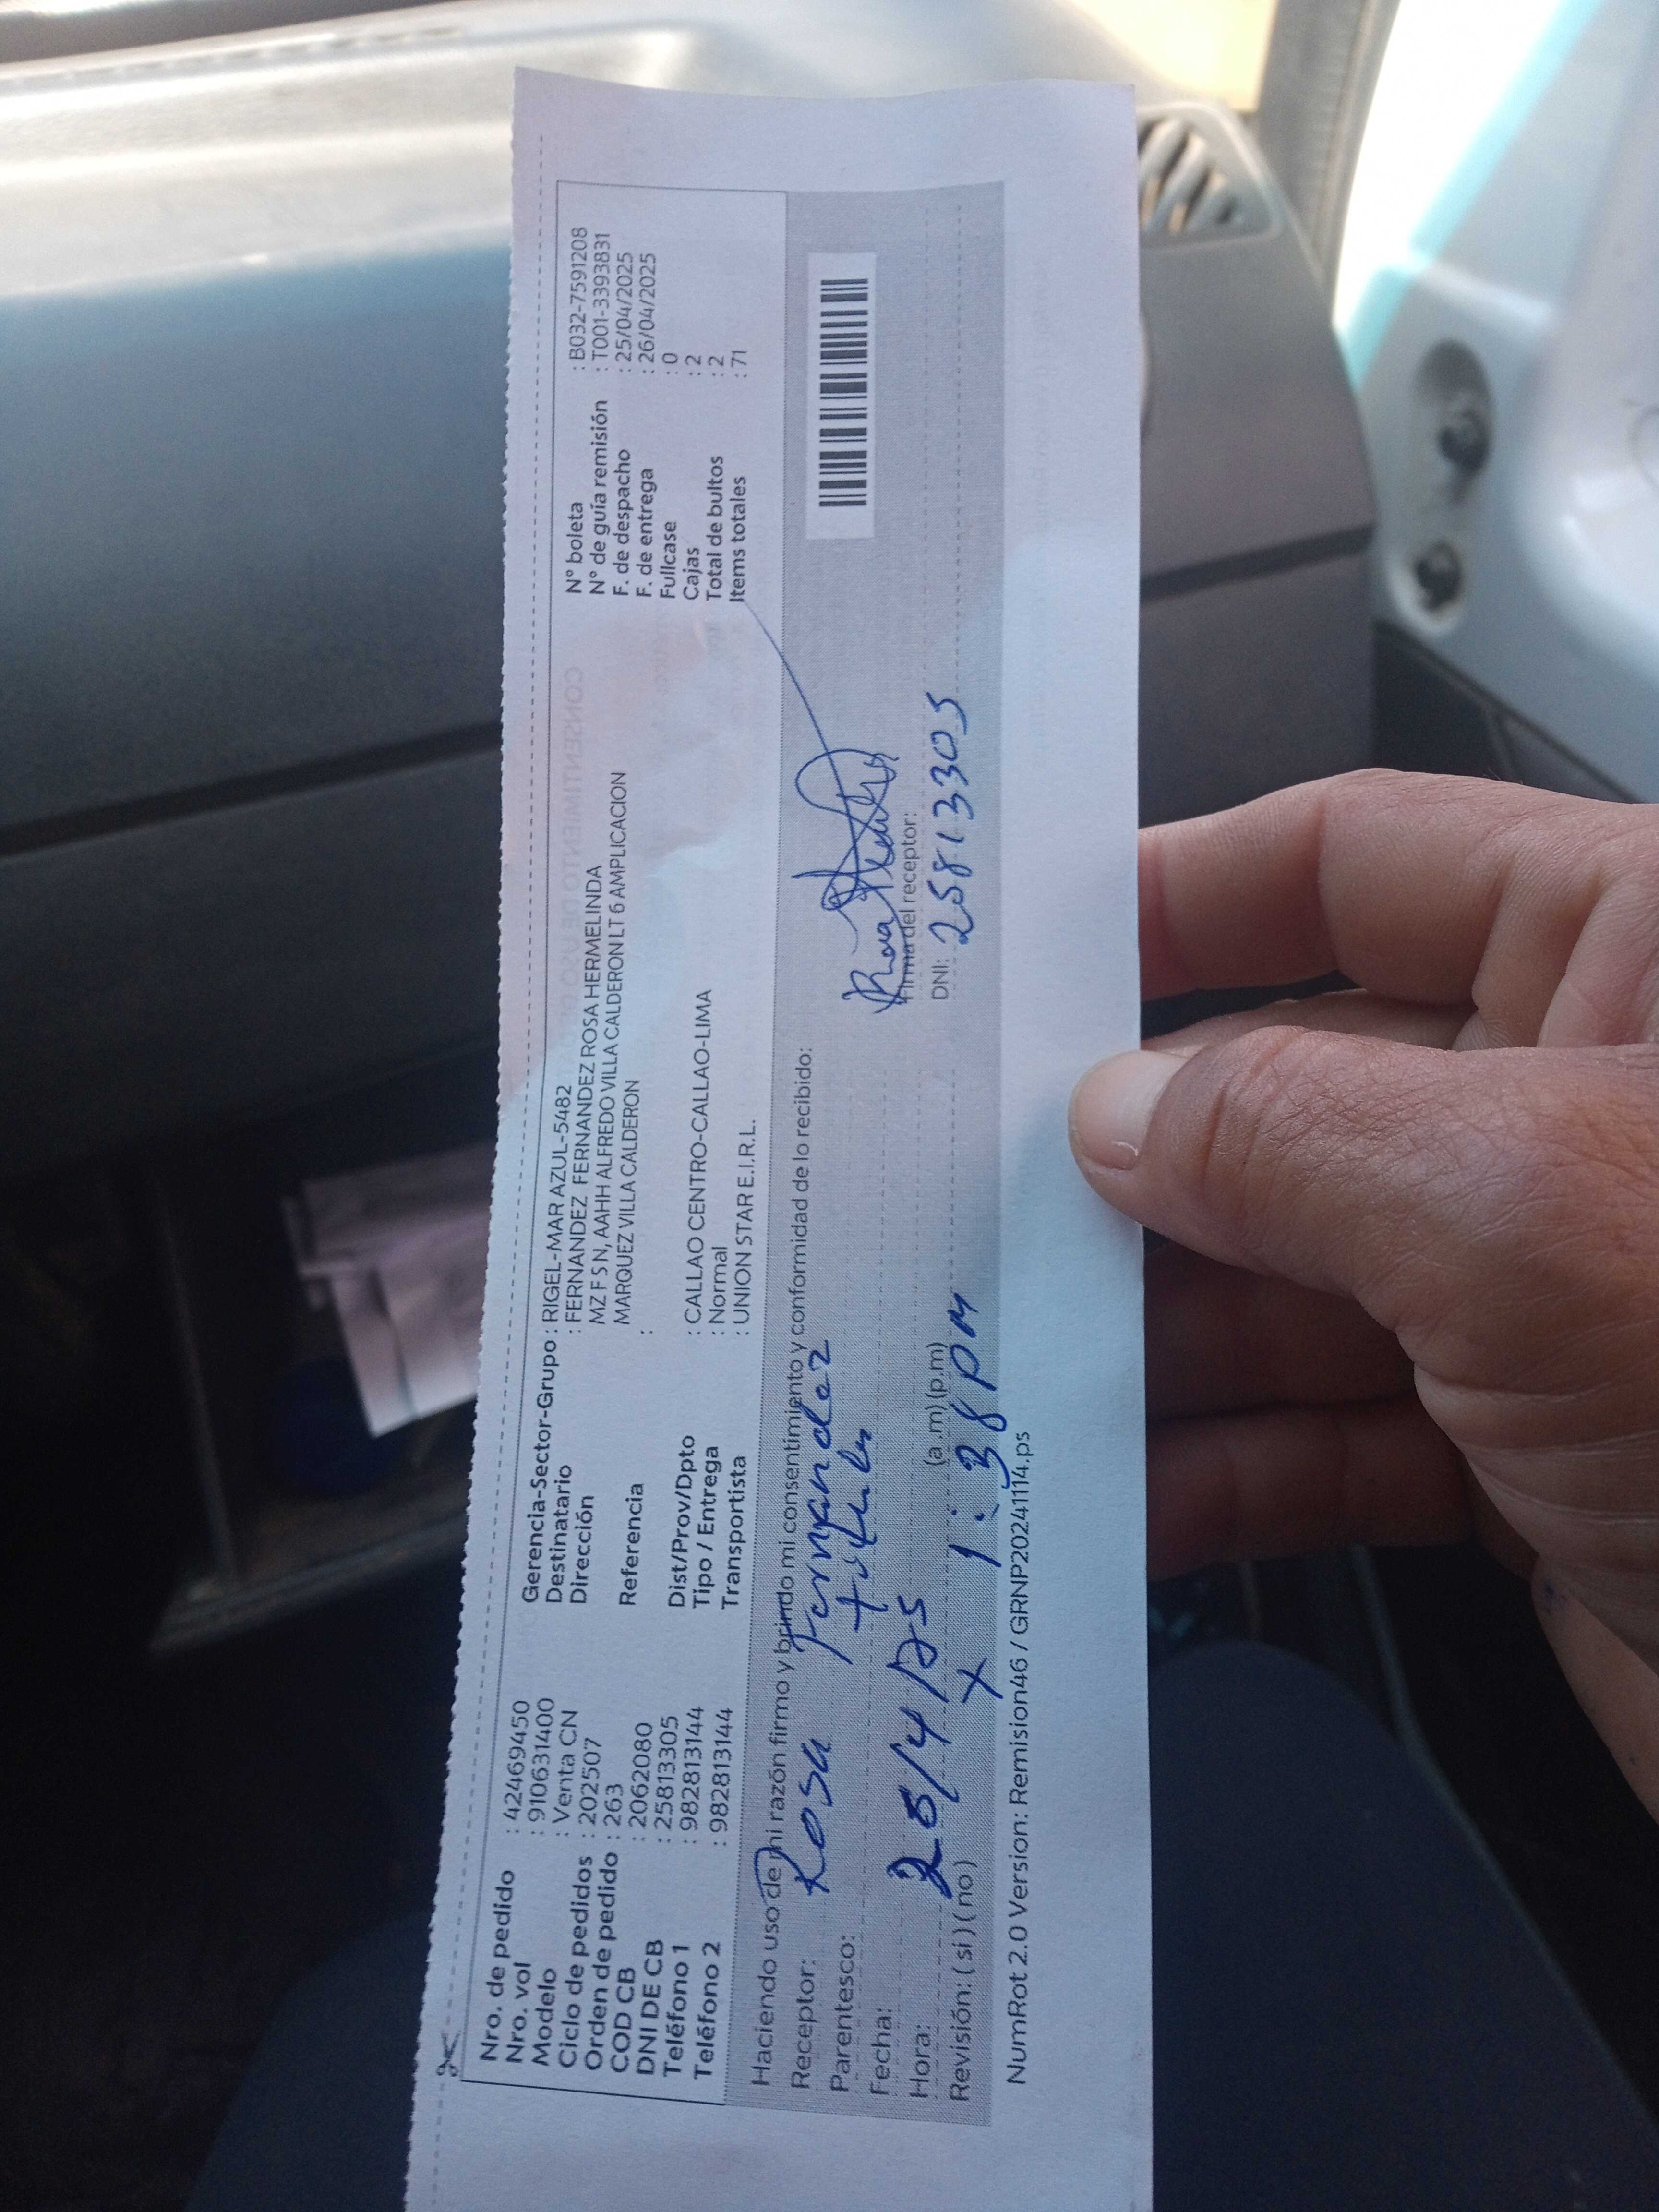 Nro. de pedido : 42469450
Nro. vol : 910631400
Modelo : Venta CN
Ciclo de pedidos : 202507
Orden de pedido : 263
COD CB : 2062080
DNI DE CB : 25813305
Teléfono 1 : 982813144
Teléfono 2 : 982813144
Gerencia-Sector-Grupo : RIGEL-MAR AZUL-5482
Destinatario : FERNANDEZ FERNANDEZ ROSA HERMELINDA
Dirección MZ F S N, AAHH ALFREDO VILLA CALDERON LT 6 AMPLICACION
MARQUEZ VILLA CALDERON
Referencia :
Dist/Prov/Dpto : CALLAO CENTRO-CALLAO-LIMA
Tipo / Entrega : Normal
Transportista : UNION STAR E.I.R.L.
N° boleta : B032-7591208
N° de guía remisión : T001-3393831
F. de despacho : 25/04/2025
F. de entrega : 26/04/2025
Fullcase : 0
Cajas : 2
Total de bultos : 2
Items totales : 71
Haciendo uso de mi razón firmo y brindo mi consentimiento y conformidad de lo recibido:
Receptor: Rosa Fernandez
Parentesco: titular
Fecha: 26/4/25
Hora: (a.m) (p.m) 1:38 pm
Revisión: (si) (no) X
Firma del receptor:
DNI: 25813305
NumRot 2.0 Version: Remision46 / GRNP20241114.ps